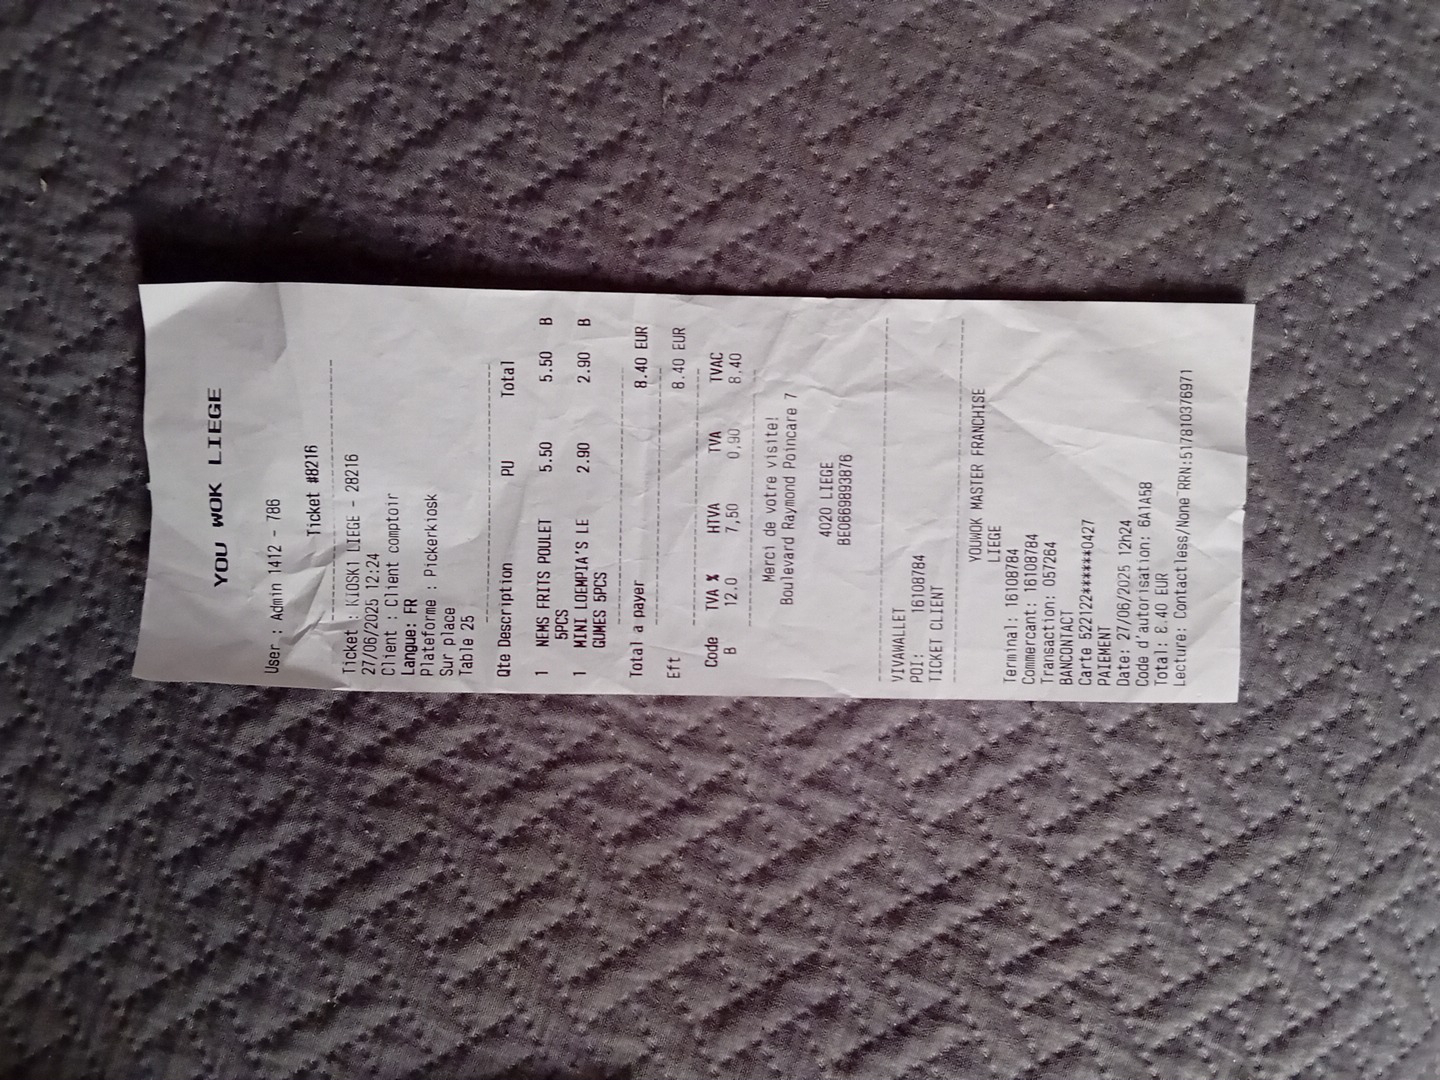 YOU WOK LIEGE
User : Admin 1412 - 786
Ticket #8216
Ticket : KIOSK1 LIEGE - 28216
27/06/2025 12:24
Client : Client comptoir
Langue: FR
Plateforme : Pickerkiosk
Sur place
Table 25
Qte Description PU Total
1 NEMS FRITS POULET 5.50 5.50 B
5PCS
1 MINI LOEMPIA'S LE 2.90 2.90 B
GUMES 5PCS
Total a payer 8.40 EUR
Eft 8.40 EUR
Code TVA % HTVA TVA TVAC
B 12.0 7,50 0,90 8,40
Merci de votre visite!
Boulevard Raymond Poincare 7
4020 LIEGE
BE0668893876
VIVAWALLET
POI: 16108784
TICKET CLIENT
YOUWOK MASTER FRANCHISE
LIEGE
Terminal: 16108784
Commercant: 16108784
Transaction: 057264
BANCONTACT
Carte 522122******0427
PAIEMENT
Date: 27/06/2025 12h24
Code d'autorisation: 6A1A58
Total: 8.40 EUR
Lecture: Contactless/None RRN:517810376971